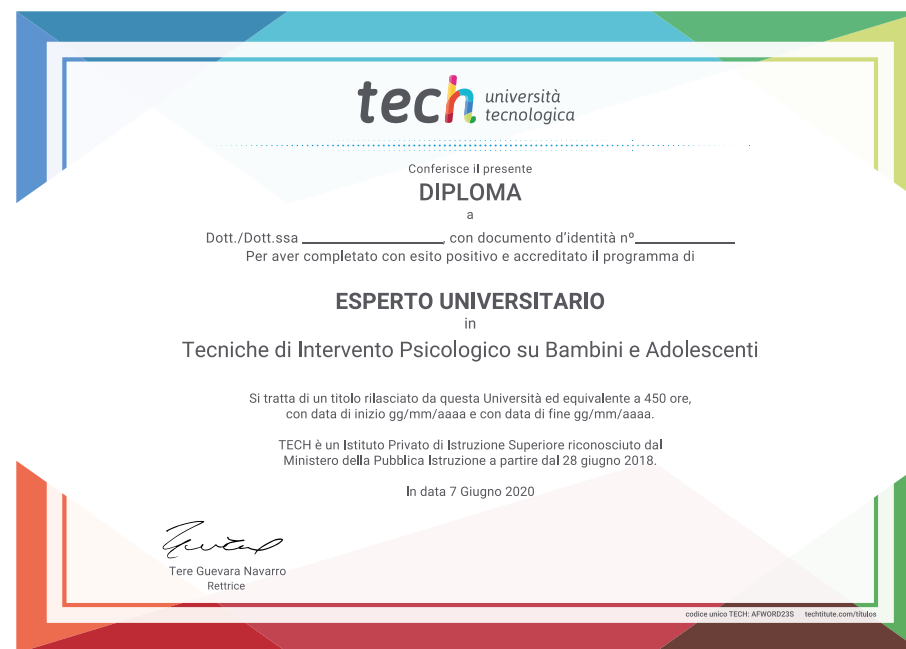 tech università
tecnologica
Conferisce il presente
DIPLOMA
a
Dott./Dott.ssa ____________________, con documento d'identità nº______________
Per aver completato con esito positivo e accreditato il programma di
ESPERTO UNIVERSITARIO
in
Tecniche di Intervento Psicologico su Bambini e Adolescenti
Si tratta di un titolo rilasciato da questa Università ed equivalente a 450 ore,
con data di inizio gg/mm/aaaa e con data di fine gg/mm/aaaa.
TECH è un Istituto Privato di Istruzione Superiore riconosciuto dal
Ministero della Pubblica Istruzione a partire dal 28 giugno 2018.
In data 7 Giugno 2020
Tere Guevara Navarro
Rettrice
codice unico TECH: AFWORD23S techtitute.com/titulos